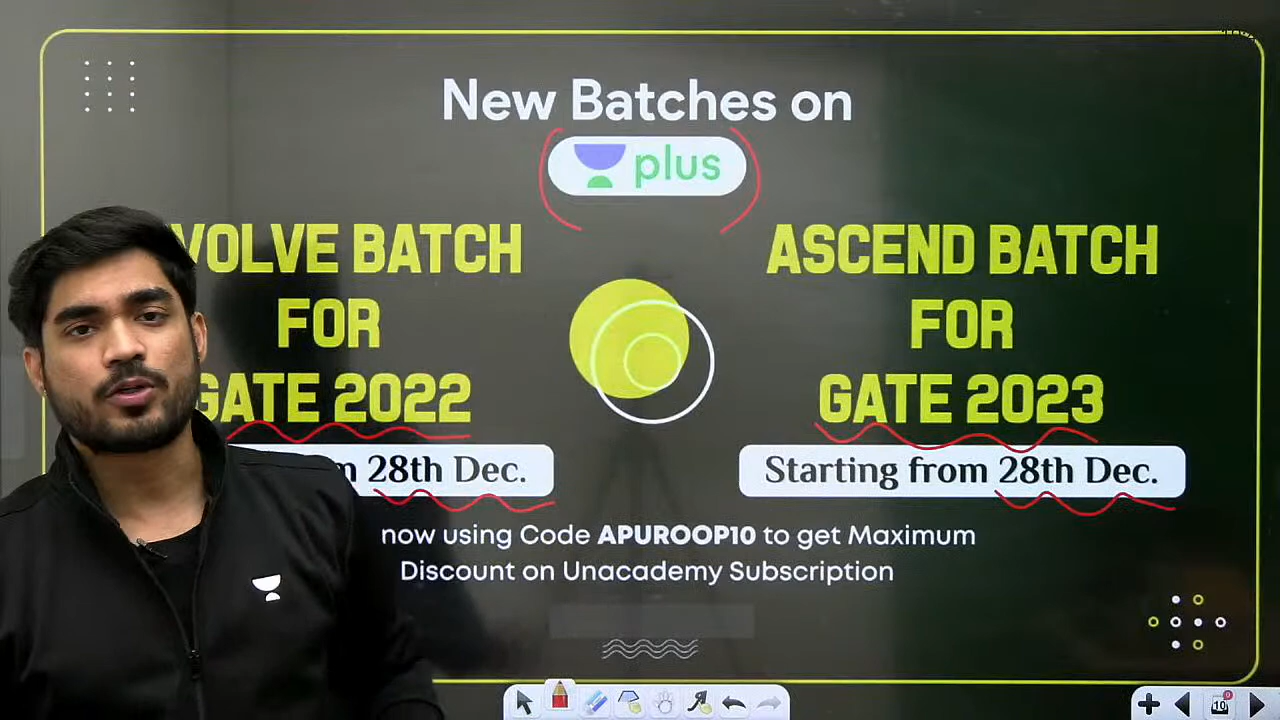 New Batches on
plus
VOLVE BATCH
FOR
GATE 2022
28th Dec.
ASCEND BATCH
FOR
GATE 2023
Starting from 28th Dec.
now using Code APUROOP10 to get Maximum
Discount on Unacademy Subscription
10